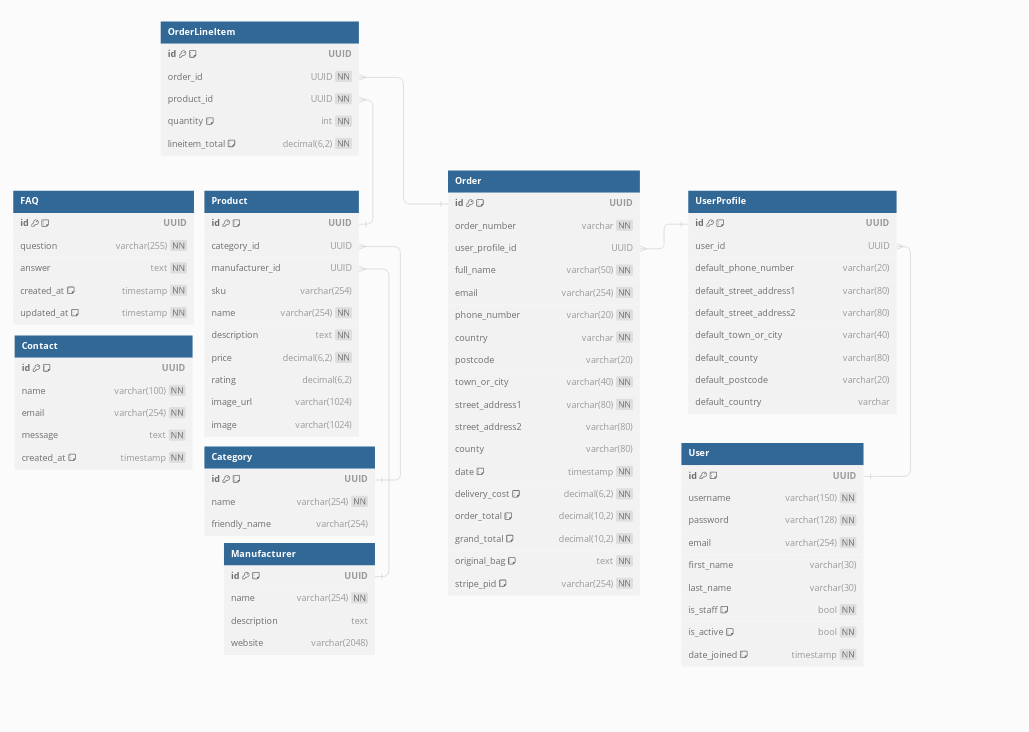 OrderLineItem
id UUID
order_id UUID NN
product_id UUID NN
quantity int NN
lineitem_total decimal(6,2) NN
FAQ
id UUID
question varchar(255) NN
answer text NN
created_at timestamp NN
updated_at timestamp NN
Contact
id UUID
name varchar(100) NN
email varchar(254) NN
message text NN
created_at timestamp NN
Product
id UUID
category_id UUID
manufacturer_id UUID
sku varchar(254)
name varchar(254) NN
description text NN
price decimal(6,2) NN
rating decimal(6,2)
image_url varchar(1024)
image varchar(1024)
Category
id UUID
name varchar(254) NN
friendly_name varchar(254)
Manufacturer
id UUID
name varchar(254) NN
description text
website varchar(2048)
Order
id UUID
order_number varchar NN
user_profile_id UUID
full_name varchar(50) NN
email varchar(254) NN
phone_number varchar(20) NN
country varchar NN
postcode varchar(20)
town_or_city varchar(40) NN
street_address1 varchar(80) NN
street_address2 varchar(80)
county varchar(80)
date timestamp NN
delivery_cost decimal(6,2) NN
order_total decimal(10,2) NN
grand_total decimal(10,2) NN
original_bag text NN
stripe_pid varchar(254) NN
UserProfile
id UUID
user_id UUID
default_phone_number varchar(20)
default_street_address1 varchar(80)
default_street_address2 varchar(80)
default_town_or_city varchar(40)
default_county varchar(80)
default_postcode varchar(20)
default_country varchar
User
id UUID
username varchar(150) NN
password varchar(128) NN
email varchar(254) NN
first_name varchar(30)
last_name varchar(30)
is_staff bool NN
is_active bool NN
date_joined timestamp NN